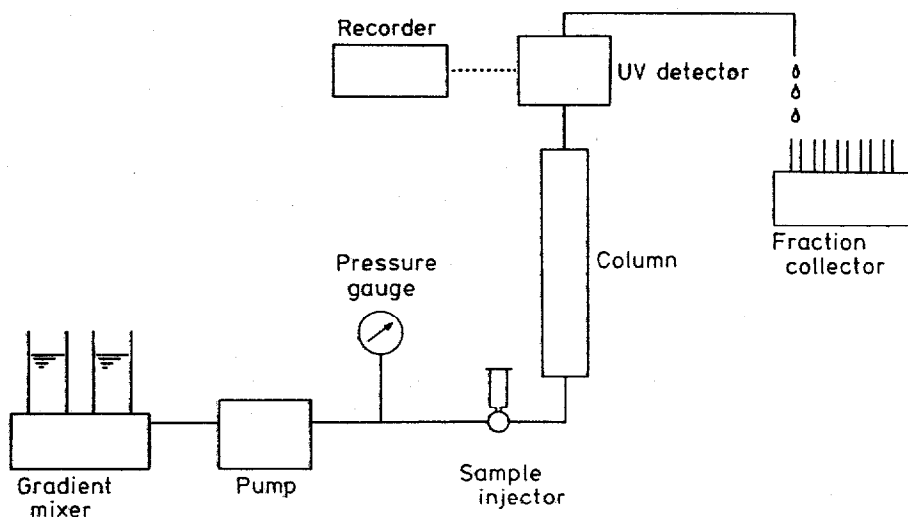 Recorder
UV detector
Fraction
collector
Column
Pressure
gauge
Sample
injector
Pump
Gradient
mixer